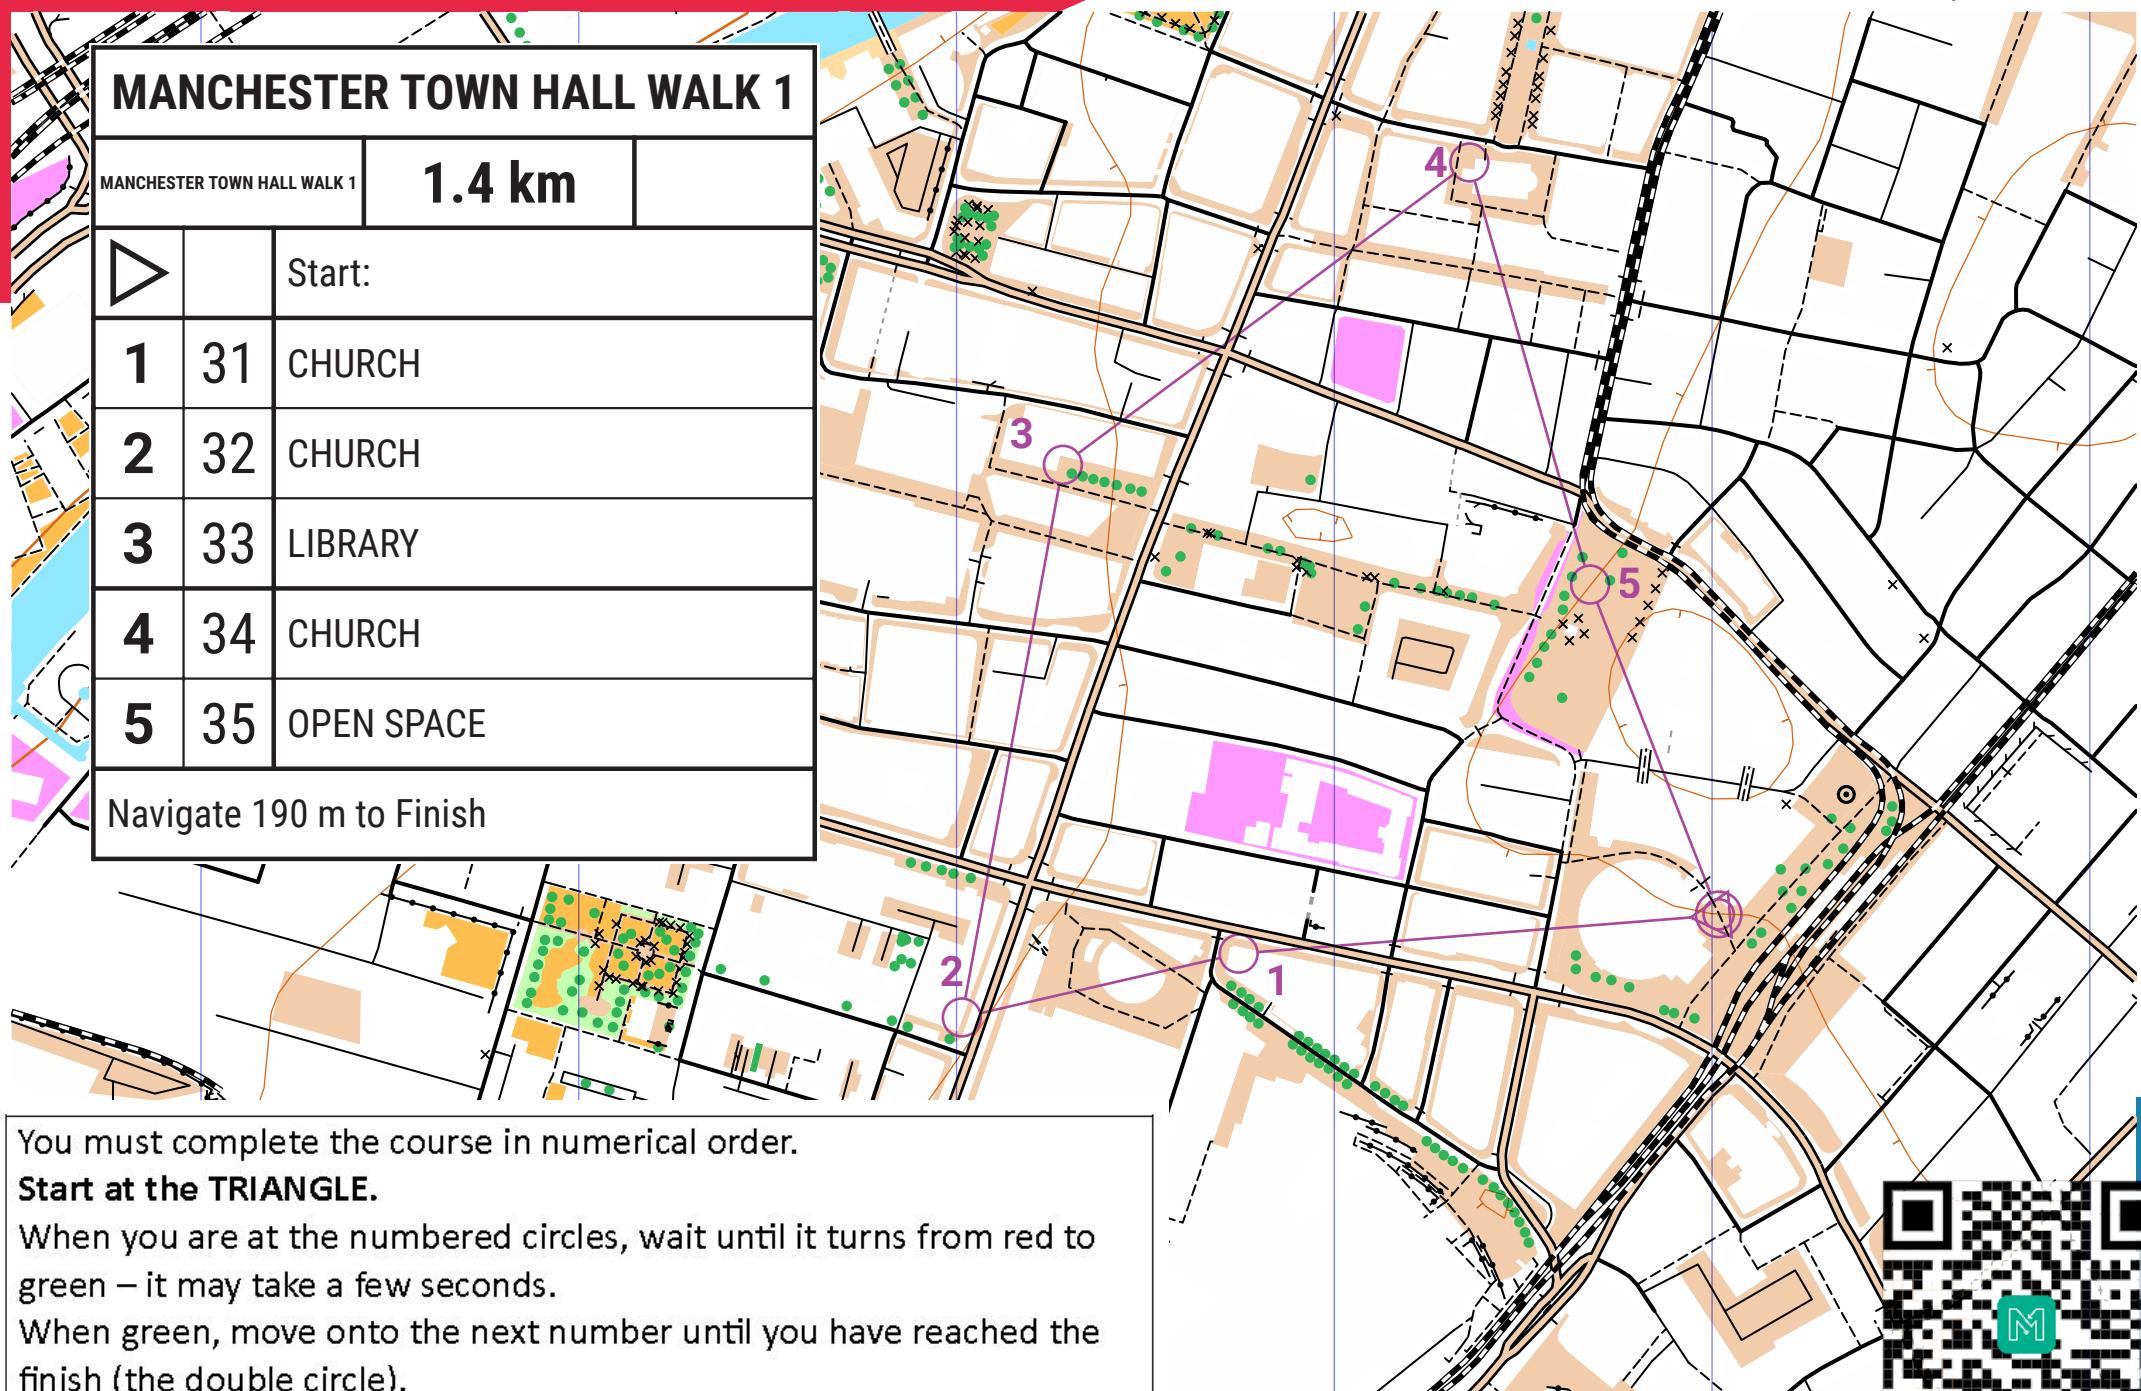 MANCHESTER TOWN HALL WALK 1
MANCHESTER TOWN HALL WALK 1 1.4 km
Start:
1 31 CHURCH
2 32 CHURCH
3 33 LIBRARY
4 34 CHURCH
5 35 OPEN SPACE
Navigate 190 m to Finish
4
3
5
2
1
You must complete the course in numerical order.
Start at the TRIANGLE.
When you are at the numbered circles, wait until it turns from red to
green – it may take a few seconds.
When green, move onto the next number until you have reached the
finish (the double circle).
M